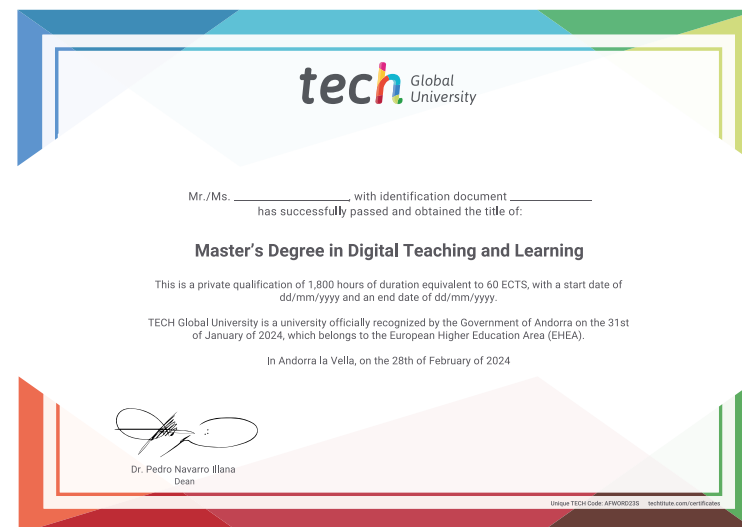 tech Global
University
Mr./Ms. ____________________, with identification document ______________
has successfully passed and obtained the title of:
Master’s Degree in Digital Teaching and Learning
This is a private qualification of 1,800 hours of duration equivalent to 60 ECTS, with a start date of
dd/mm/yyyy and an end date of dd/mm/yyyy.
TECH Global University is a university officially recognized by the Government of Andorra on the 31st
of January of 2024, which belongs to the European Higher Education Area (EHEA).
In Andorra la Vella, on the 28th of February of 2024
Dr. Pedro Navarro Illana
Dean
Unique TECH Code: AFWORD23S techtitute.com/certificates